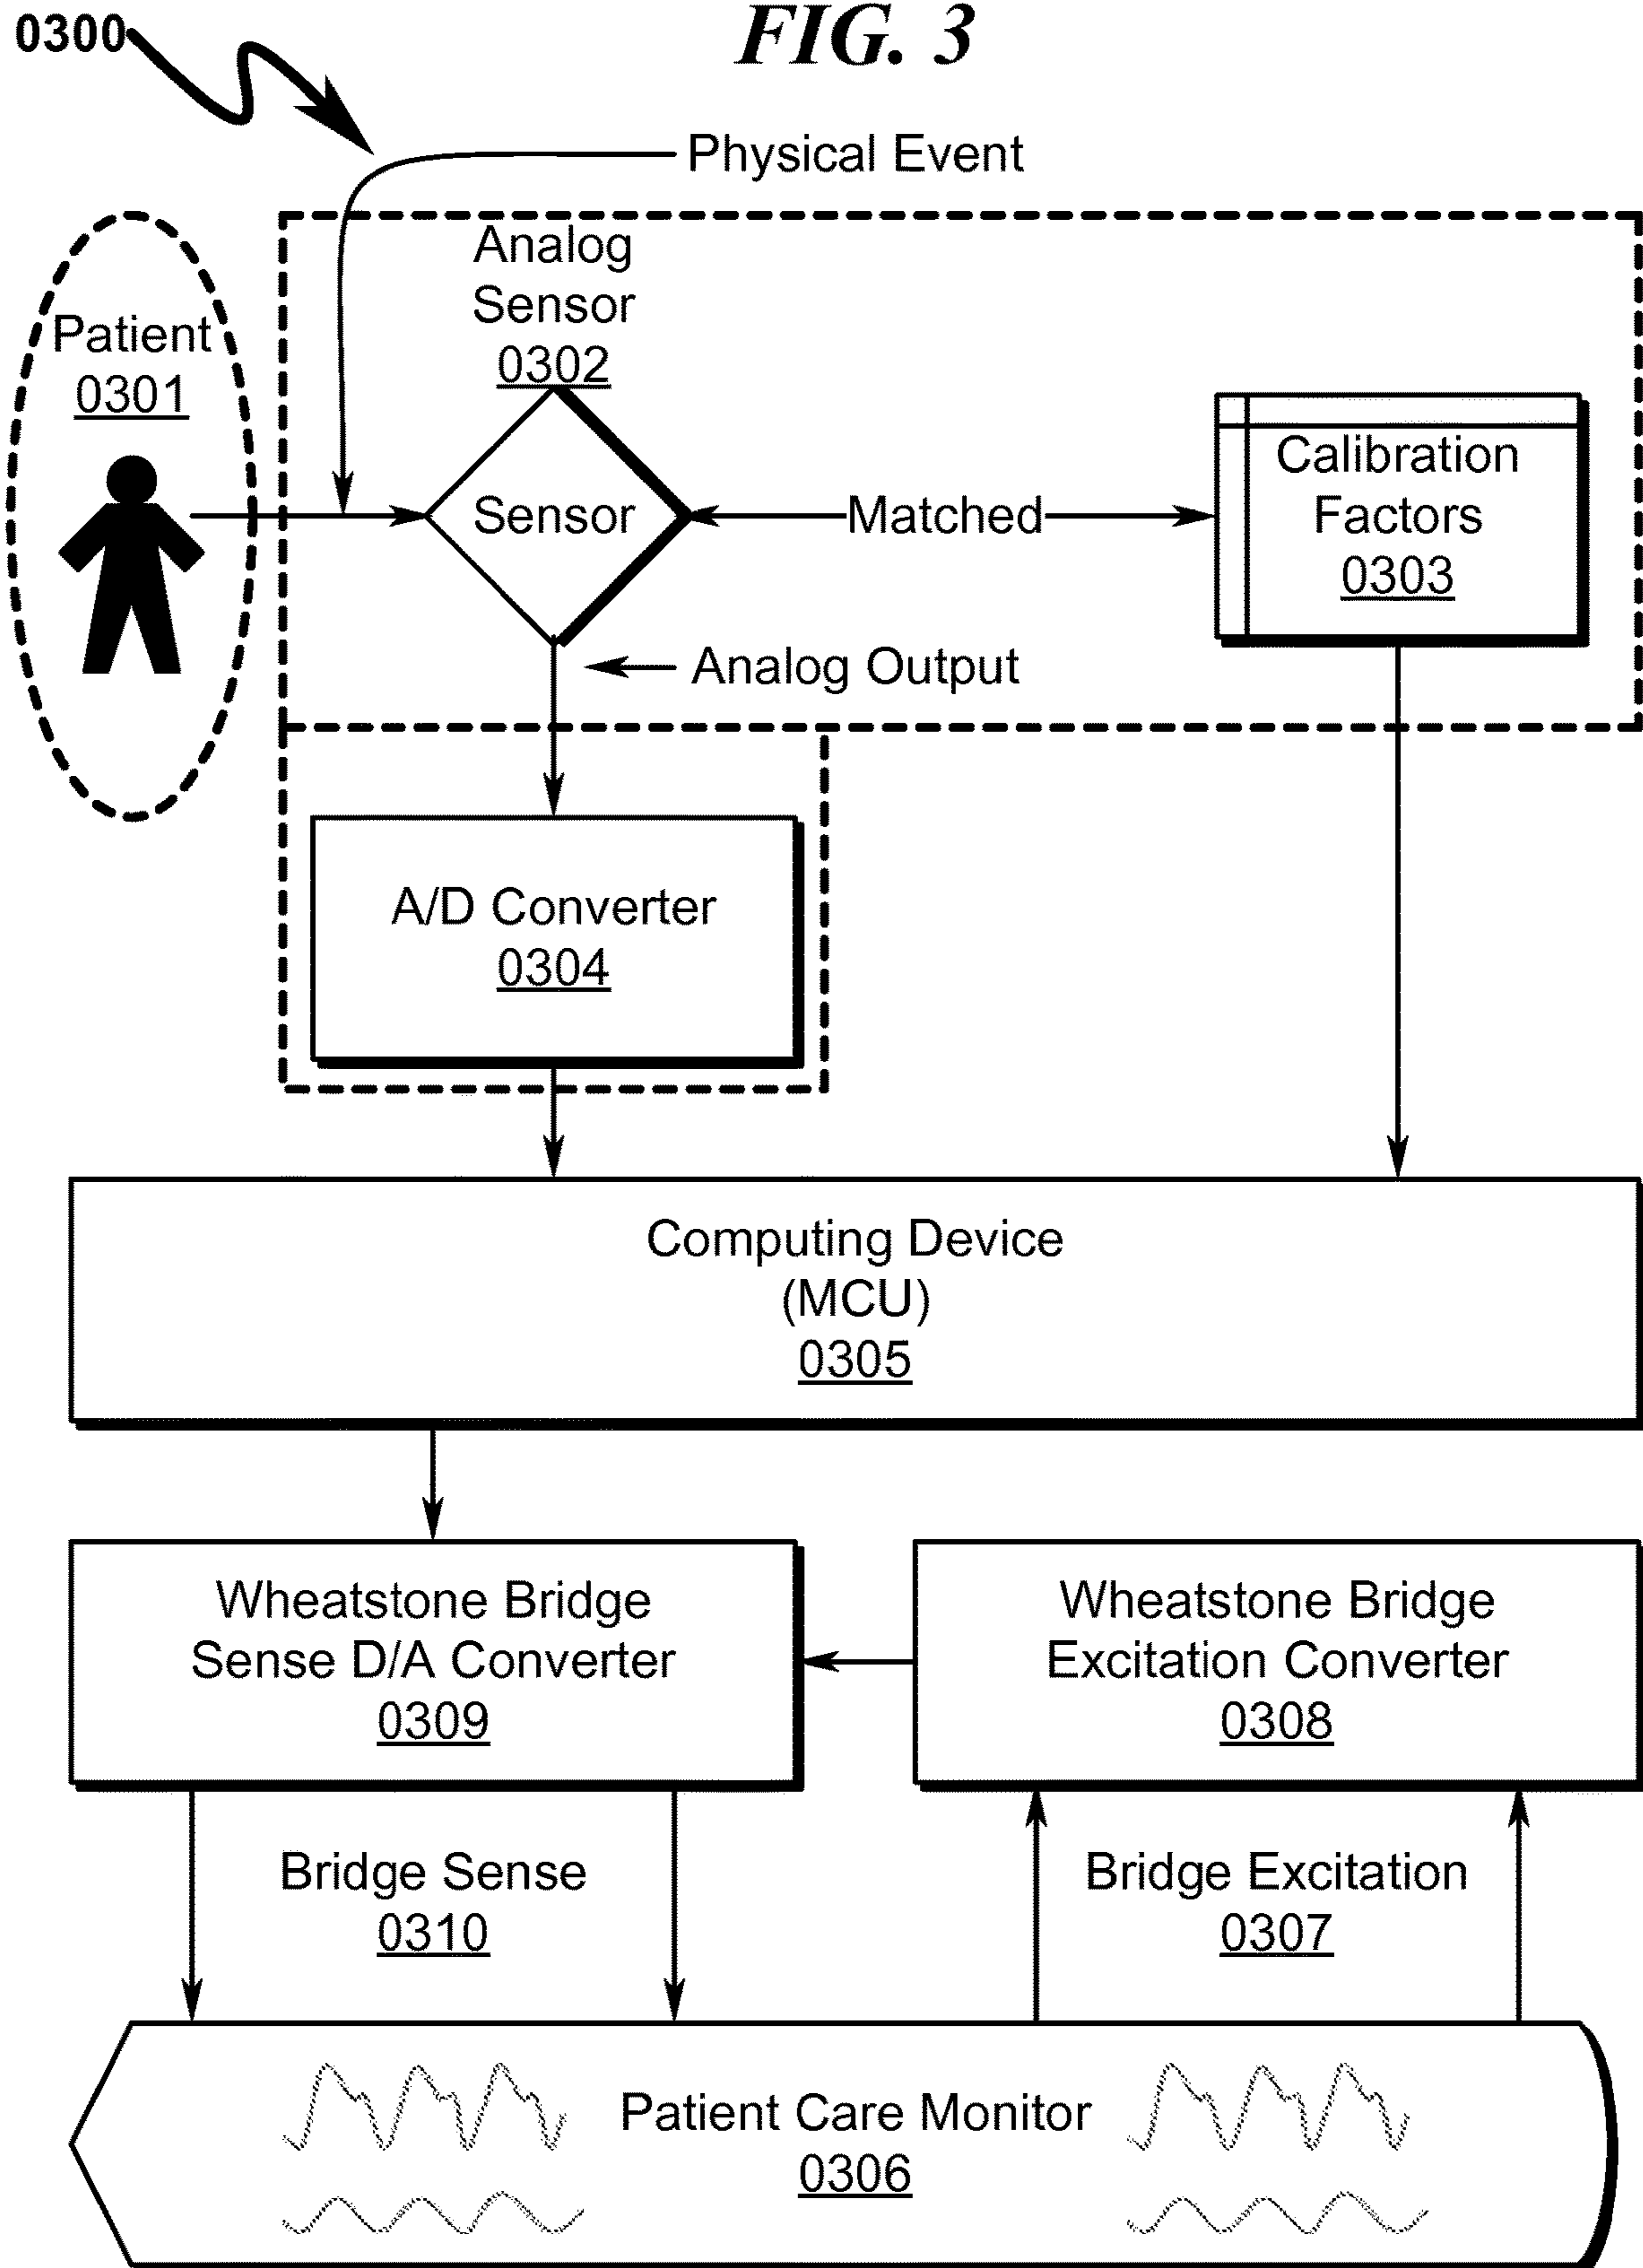 0300
FIG. 3
Physical Event
Analog
Sensor
0302
Patient
0301
Sensor
Matched
Calibration
Factors
0303
Analog Output
A/D Converter
0304
Computing Device
(MCU)
0305
Wheatstone Bridge
Sense D/A Converter
0309
Wheatstone Bridge
Excitation Converter
0308
Bridge Sense
0310
Bridge Excitation
0307
Patient Care Monitor
0306